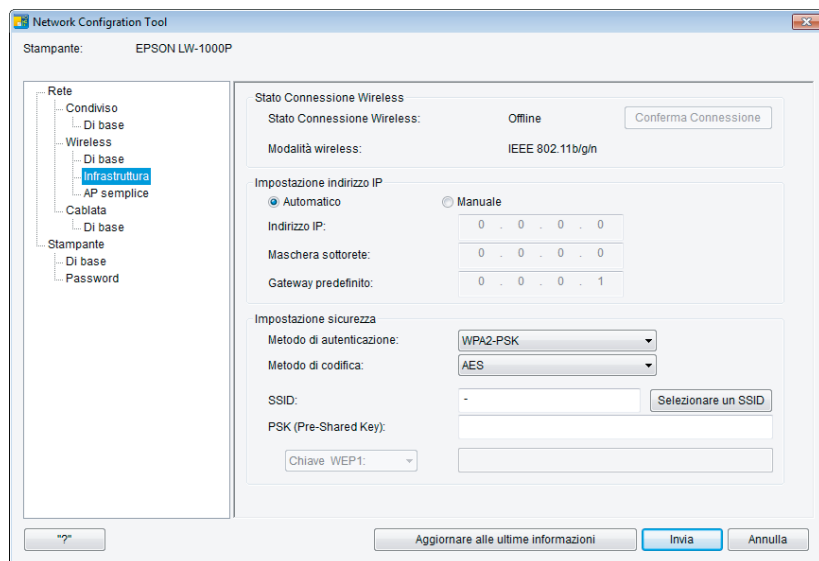 Network Configration Tool
Stampante: EPSON LW-1000P
Rete
Condiviso
Di base
Wireless
Di base
Infrastruttura
AP semplice
Cablata
Di base
Stampante
Di base
Password
Stato Connessione Wireless
Stato Connessione Wireless: Offline Conferma Connessione
Modalità wireless: IEEE 802.11b/g/n
Impostazione indirizzo IP
Automatico Manuale
Indirizzo IP: 0 . 0 . 0 . 0
Maschera sottorete: 0 . 0 . 0 . 0
Gateway predefinito: 0 . 0 . 0 . 1
Impostazione sicurezza
Metodo di autenticazione: WPA2-PSK
Metodo di codifica: AES
SSID: - Selezionare un SSID
PSK (Pre-Shared Key):
Chiave WEP1:
"?" Aggiornare alle ultime informazioni Invia Annulla